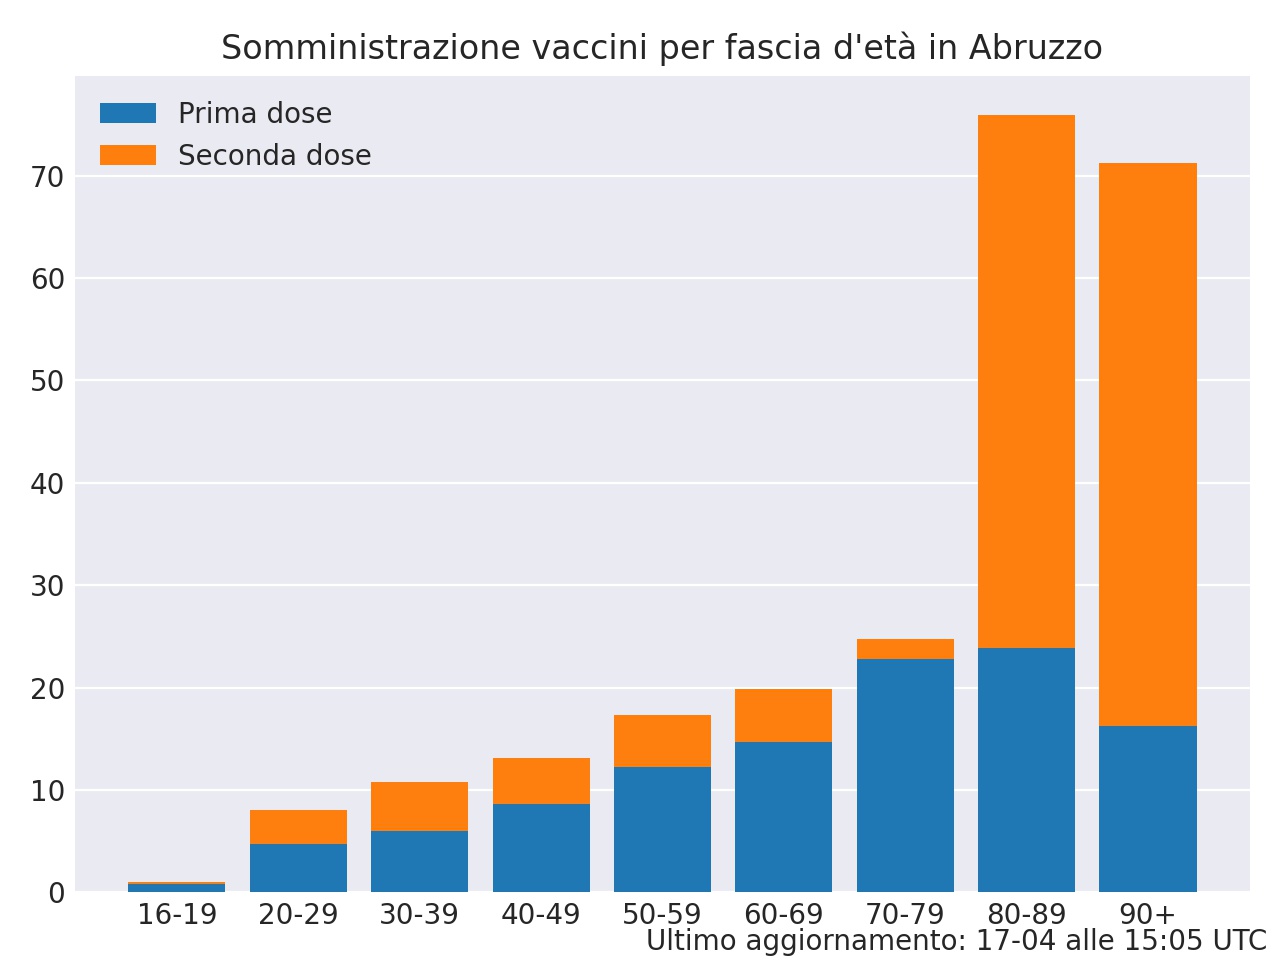 Somministrazione vaccini per fascia d'età in Abruzzo
Prima dose
Seconda dose
70
60
50
40
30
20
10
0
16-19 20-29 30-39 40-49 50-59 60-69 70-79 80-89 90+
Ultimo aggiornamento: 17-04 alle 15:05 UTC